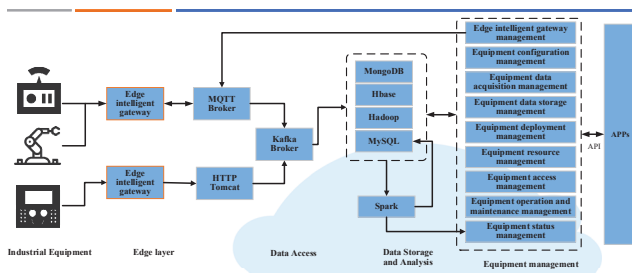 Edge intelligent gateway
management
Equipment configuration
management
Equipment data
acquisition management
Equipment data storage
management
Equipment deployment
management
Equipment resource
management
Equipment access
management
Equipment operation and
maintenance management
Equipment status
management
MongoDB
Hbase
Hadoop
MySQL
Spark
Edge
intelligent
gateway
MQTT
Broker
Kafka
Broker
Edge
intelligent
gateway
HTTP
Tomcat
API
APPs
Industrial Equipment
Edge layer
Data Access
Data Storage
and Analysis
Equipment management